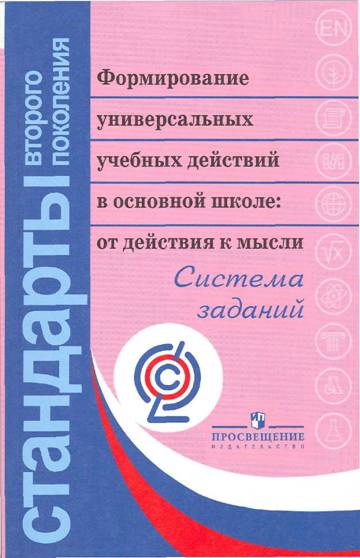 стандарты
второго
поколения
EN
Формирование
универсальных
учебных действий
в основной школе:
от действия к мысли
√x
Система
заданий
С
ПРОСВЕЩЕНИЕ
ИЗДАТЕЛЬСТВО